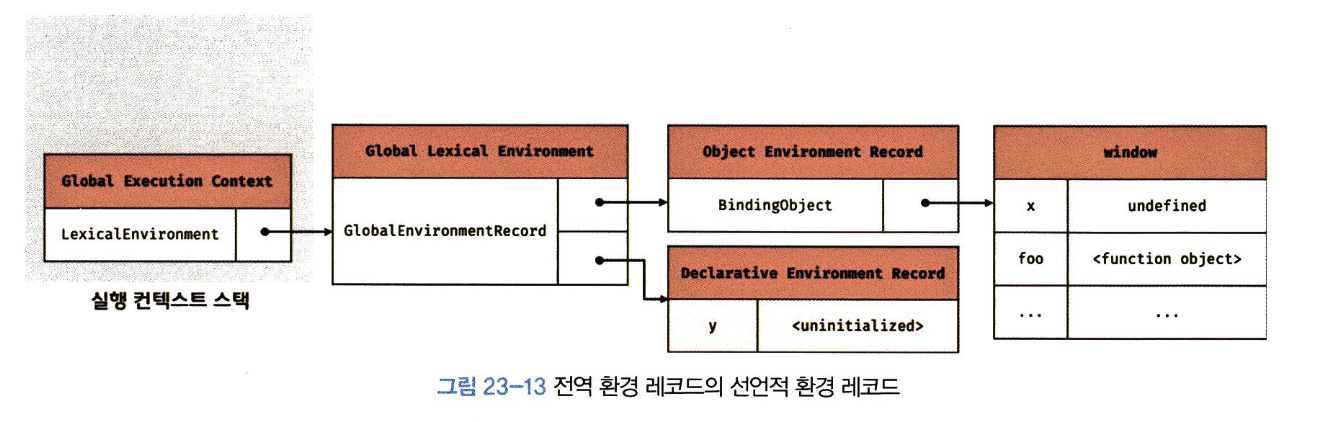 Global Execution Context
LexicalEnvironment
실행 컨텍스트 스택
Global Lexical Environment
GlobalEnvironmentRecord
Object Environment Record
BindingObject
Declarative Environment Record
y <uninitialized>
window
x undefined
foo <function object>
... ...
그림 23-13 전역 환경 레코드의 선언적 환경 레코드